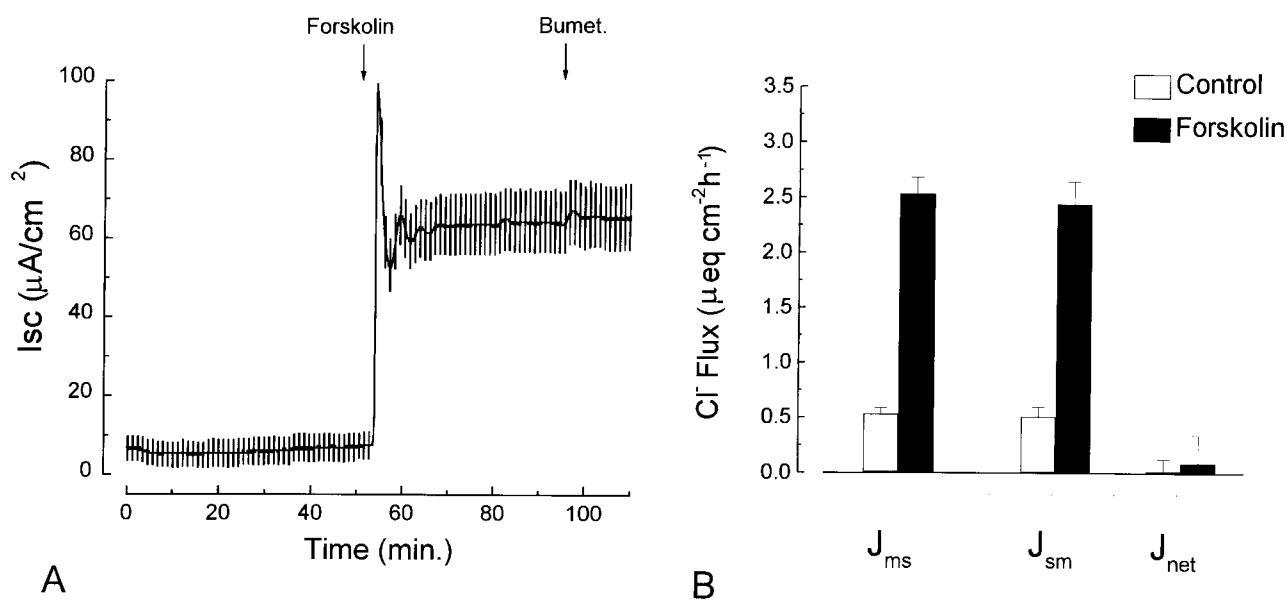 Forskolin
Bumet.
100
80
60
40
20
0
Isc (μA/cm ²)
0
20
40
60
80
100
Time (min.)
A
Control
Forskolin
3.5
3.0
2.5
2.0
1.5
1.0
0.5
0.0
Cl⁻ Flux (μeq cm⁻²h⁻¹)
Jms
Jsm
Jnet
B